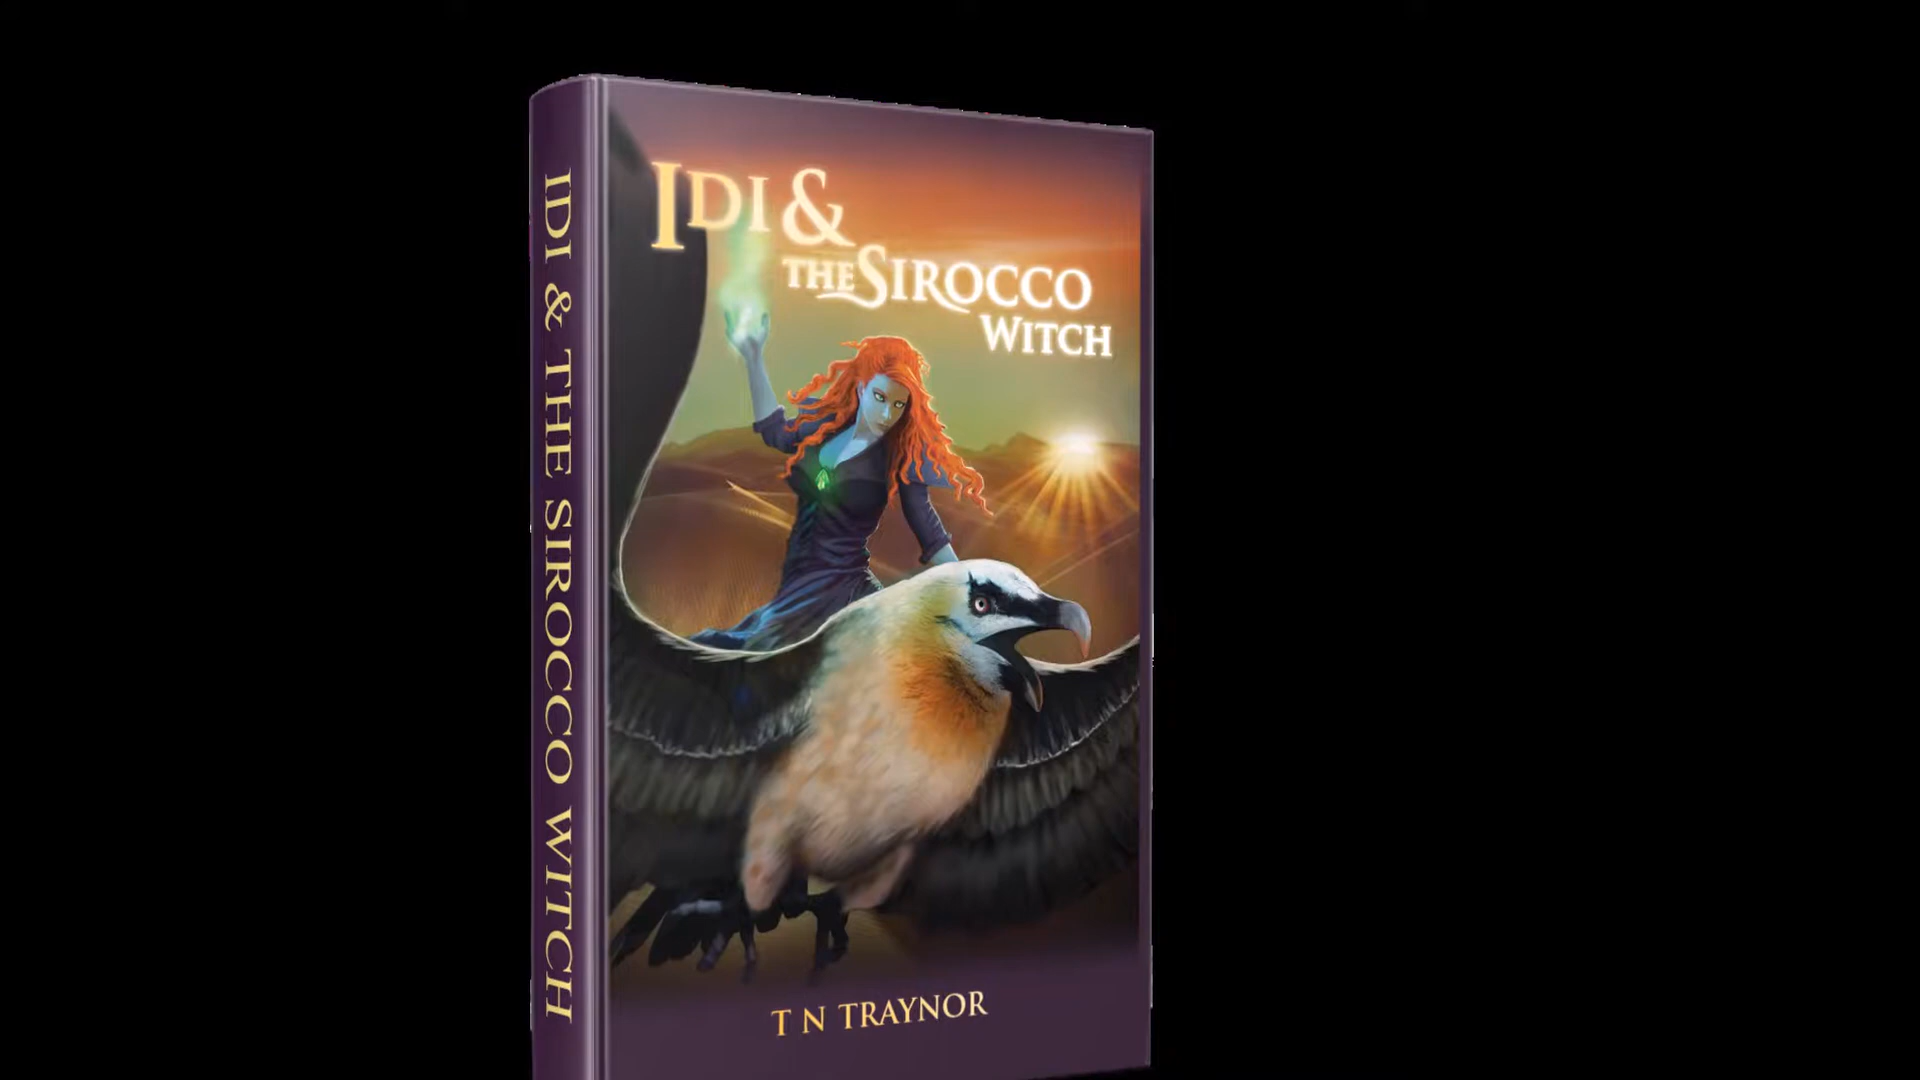 IDI & THE SIROCCO WITCH
IDI &
THE SIROCCO
WITCH
T N TRAYNOR